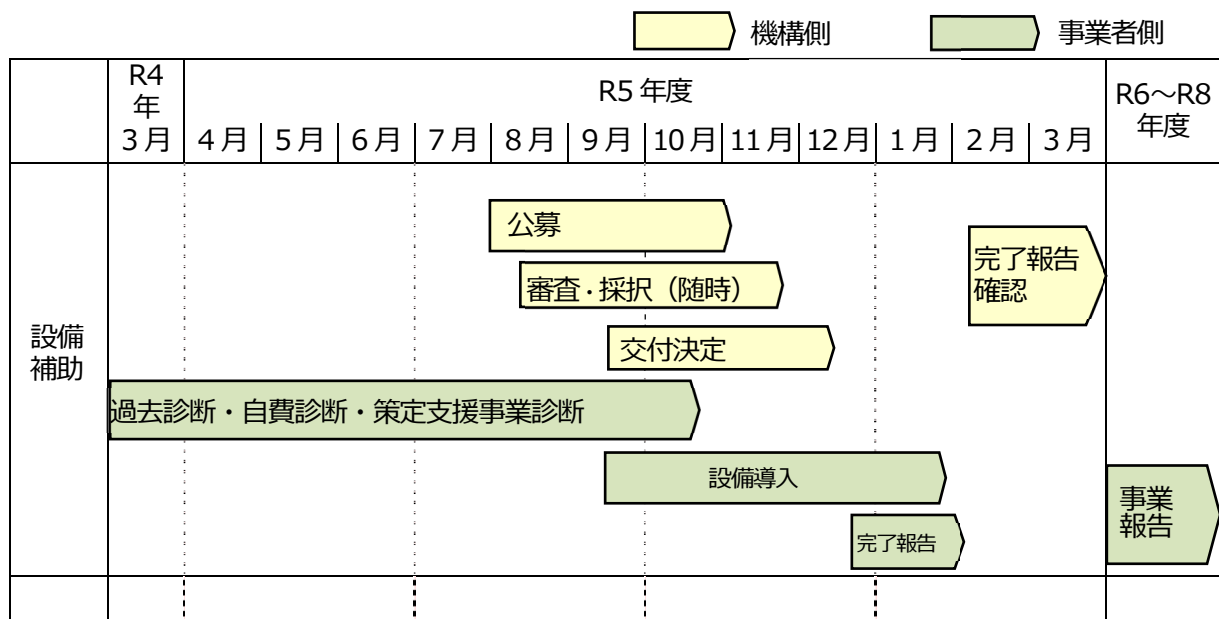 機構側
事業者側
R4
年
3月
R5年度
4月 5月 6月 7月 8月 9月 10月 11月 12月 1月 2月 3月
R6～R8
年度
設備
補助
公募
審査・採択（随時）
交付決定
完了報告
確認
過去診断・自費診断・策定支援事業診断
設備導入
完了報告
事業
報告